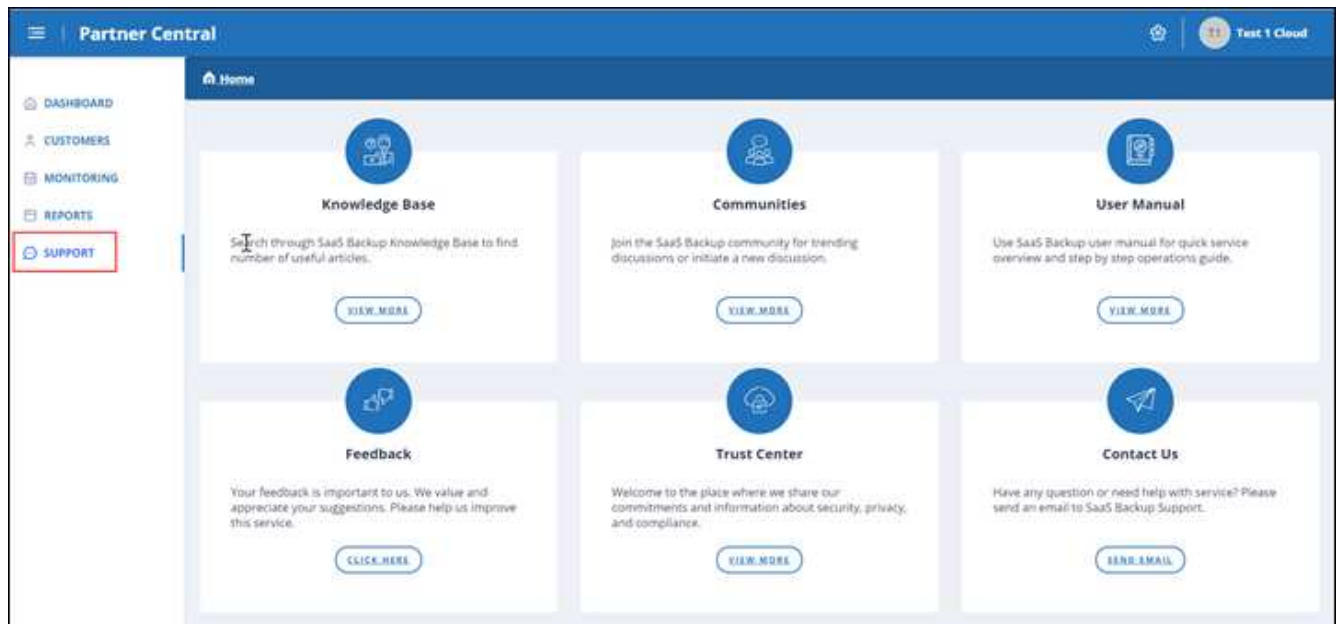 Partner Central
T1 Test 1 Cloud
Home
DASHBOARD
CUSTOMERS
MONITORING
REPORTS
SUPPORT
Knowledge Base
Search through SaaS Backup Knowledge Base to find
number of useful articles.
VIEW MORE
Communities
Join the SaaS Backup community for trending
discussions or initiate a new discussion.
VIEW MORE
User Manual
Use SaaS Backup user manual for quick service
overview and step by step operations guide.
VIEW MORE
Feedback
Your feedback is important to us. We value and
appreciate your suggestions. Please help us improve
this service.
CLICK HERE
Trust Center
Welcome to the place where we share our
commitments and information about security, privacy,
and compliance.
VIEW MORE
Contact Us
Have any question or need help with service? Please
send an email to SaaS Backup Support.
SEND EMAIL